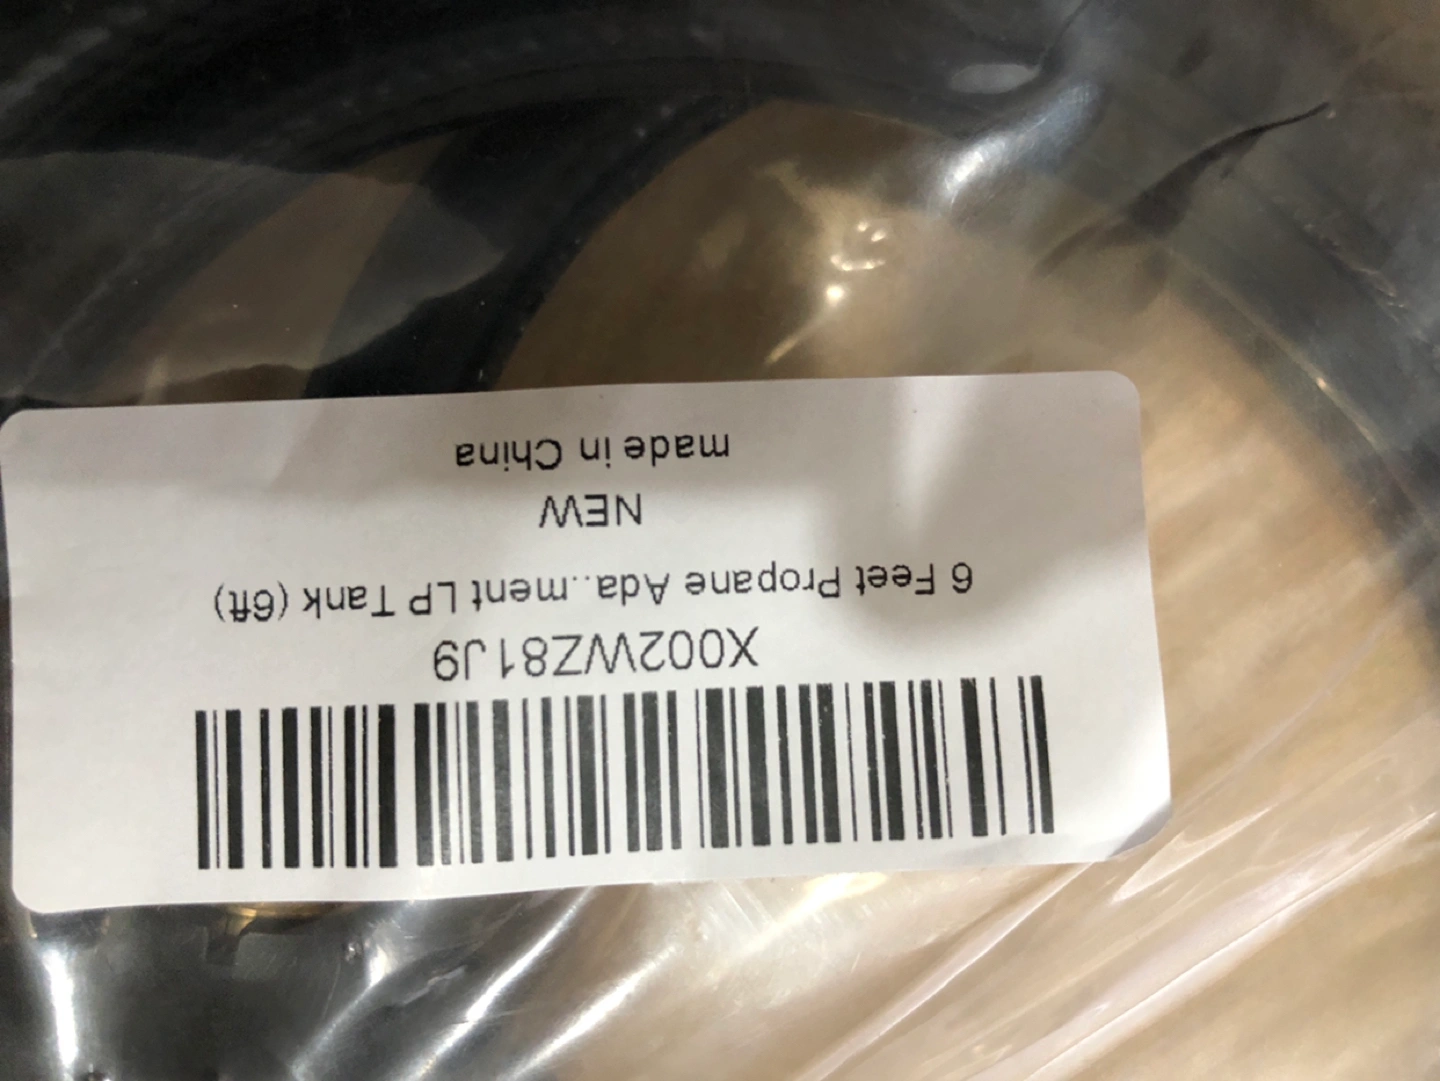 X002WZ81J9
6 Feet Propane Ada..ment LP Tank (6ft)
NEW
made in China